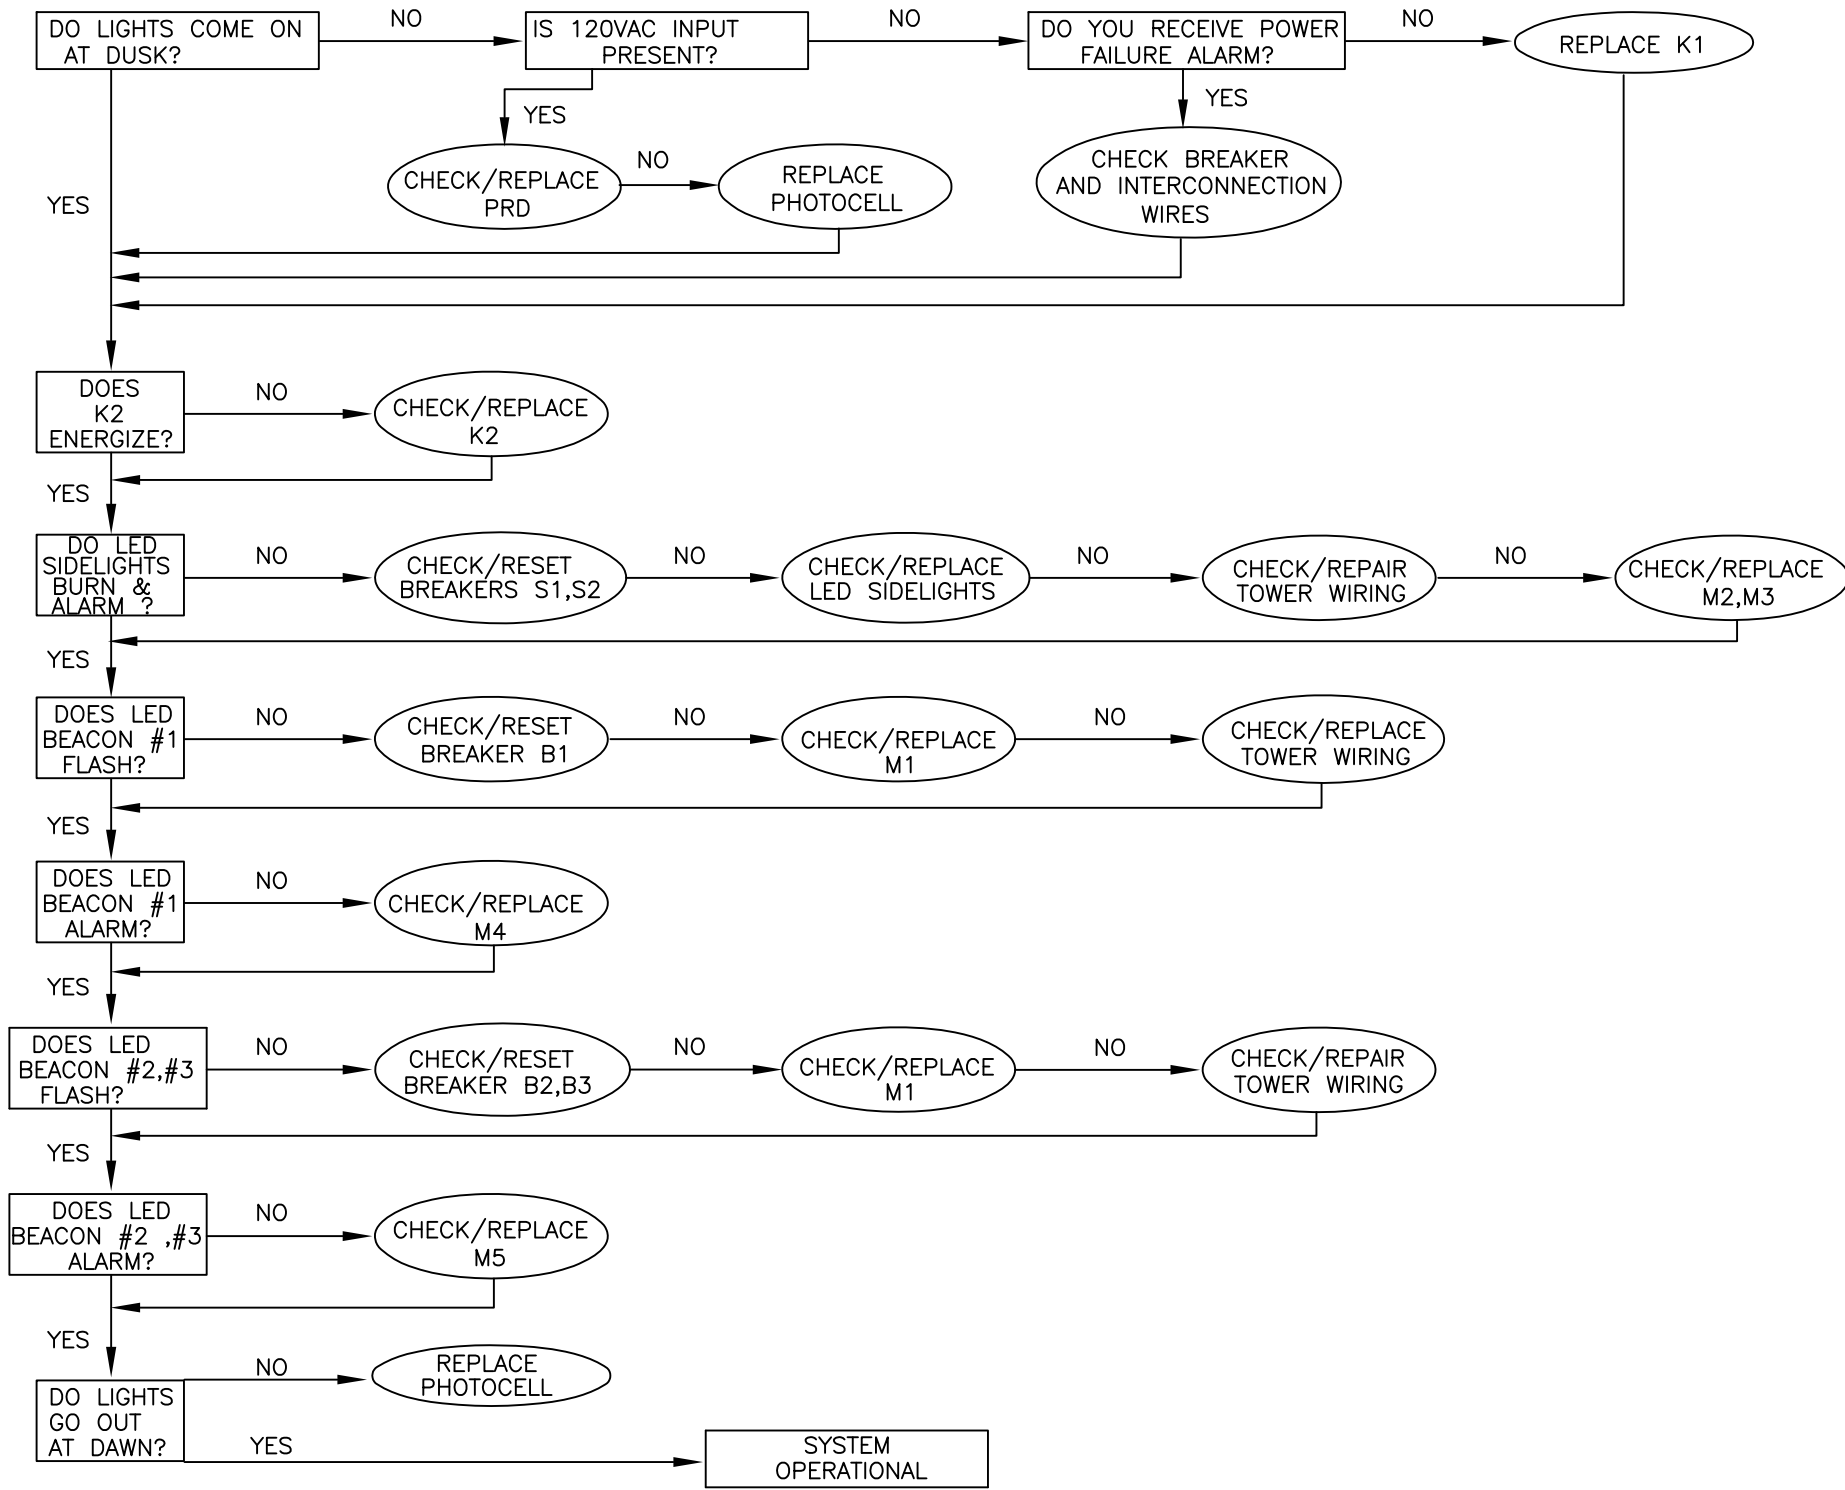 DO LIGHTS COME ON
AT DUSK?
NO
IS 120VAC INPUT
PRESENT?
NO
DO YOU RECEIVE POWER
FAILURE ALARM?
NO
REPLACE K1
YES
YES
CHECK/REPLACE
PRD
NO
REPLACE
PHOTOCELL
CHECK BREAKER
AND INTERCONNECTION
WIRES
YES
DOES
K2
ENERGIZE?
NO
CHECK/REPLACE
K2
YES
DO LED
SIDELIGHTS
BURN &
ALARM ?
NO
CHECK/RESET
BREAKERS S1,S2
NO
CHECK/REPLACE
LED SIDELIGHTS
NO
CHECK/REPAIR
TOWER WIRING
NO
CHECK/REPLACE
M2,M3
YES
DOES LED
BEACON #1
FLASH?
NO
CHECK/RESET
BREAKER B1
NO
CHECK/REPLACE
M1
NO
CHECK/REPLACE
TOWER WIRING
YES
DOES LED
BEACON #1
ALARM?
NO
CHECK/REPLACE
M4
YES
DOES LED
BEACON #2,#3
FLASH?
NO
CHECK/RESET
BREAKER B2,B3
NO
CHECK/REPLACE
M1
NO
CHECK/REPAIR
TOWER WIRING
YES
DOES LED
BEACON #2 ,#3
ALARM?
NO
CHECK/REPLACE
M5
YES
DO LIGHTS
GO OUT
AT DAWN?
NO
REPLACE
PHOTOCELL
YES
SYSTEM
OPERATIONAL